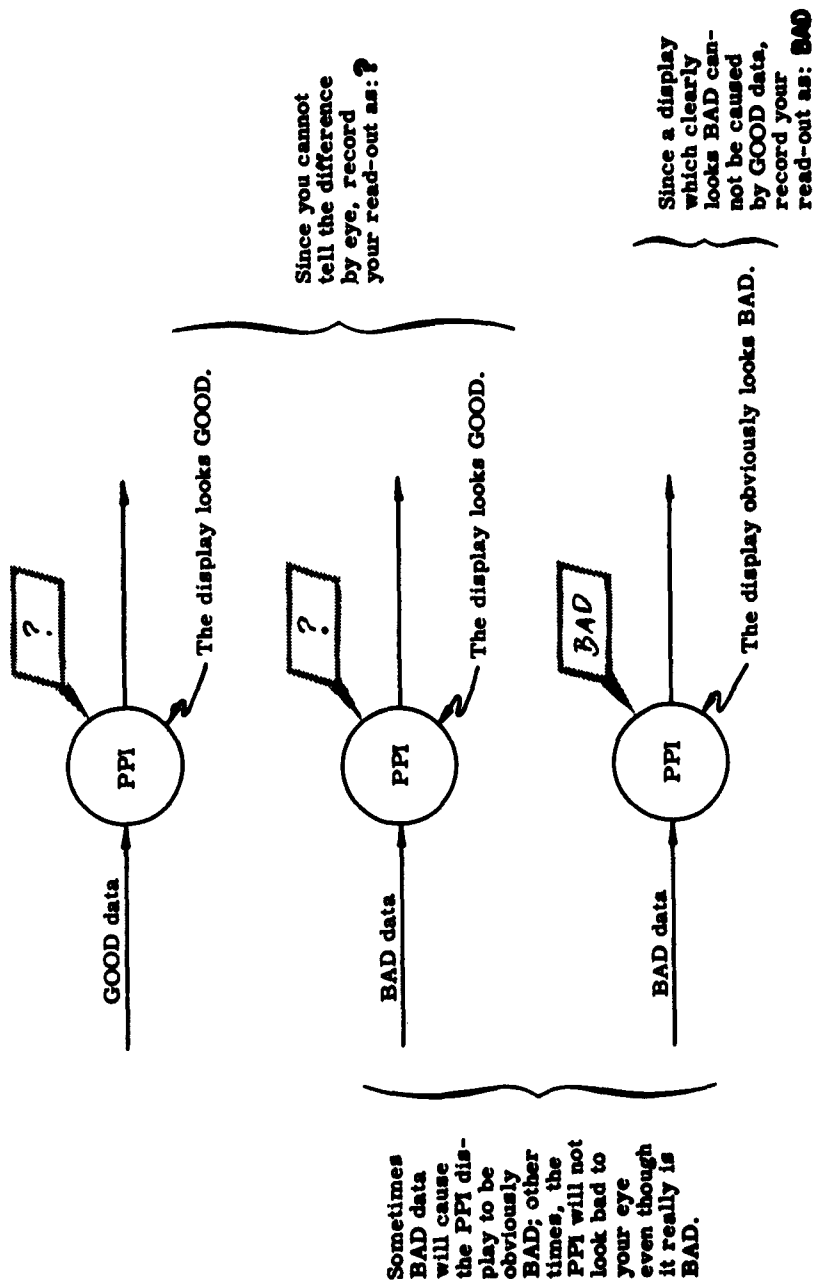 Sometimes
BAD data
will cause
the PPI dis-
play to be
obviously
BAD; other
times, the
PPI will not
look bad to
your eye
even though
it really is
BAD.
GOOD data
PPI
?
The display looks GOOD.
BAD data
PPI
?
The display looks GOOD.
Since you cannot
tell the difference
by eye, record
your read-out as: ?
BAD data
PPI
BAD
The display obviously looks BAD.
Since a display
which clearly
looks BAD can-
not be caused
by GOOD data,
record your
read-out as: BAD